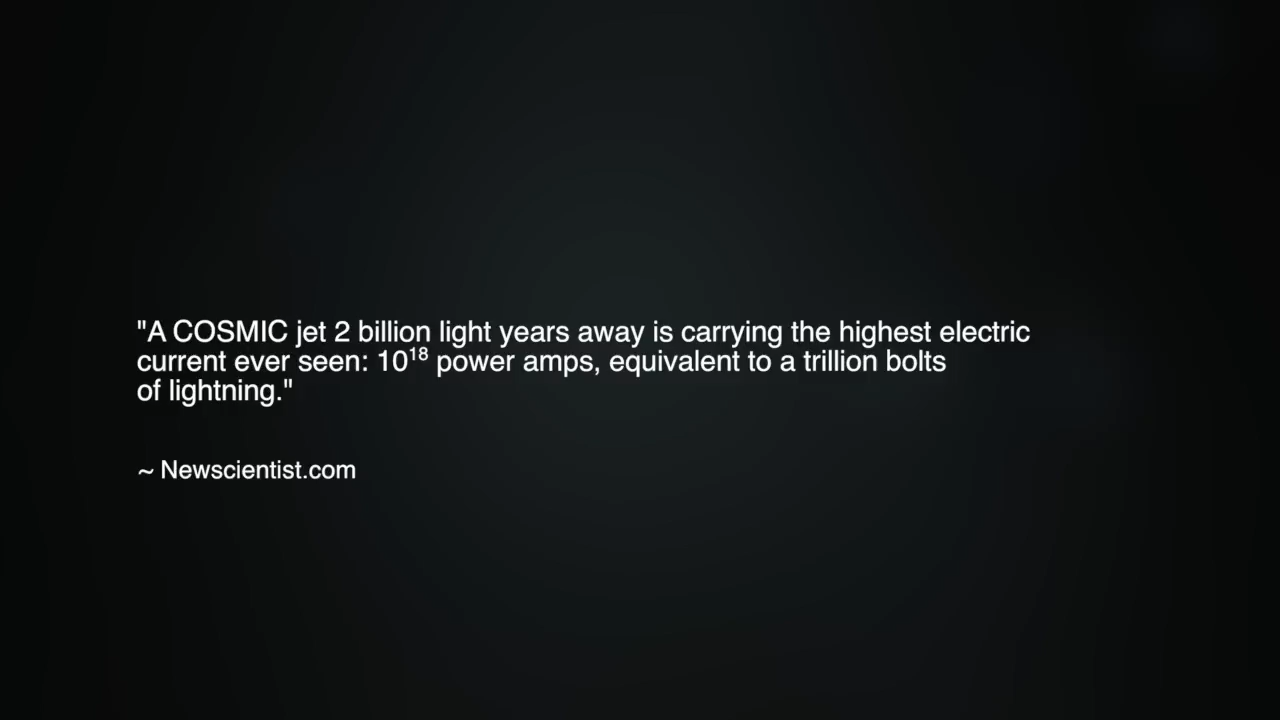 "A COSMIC jet 2 billion light years away is carrying the highest electric
current ever seen: 10¹⁸ power amps, equivalent to a trillion bolts
of lightning."
~ Newscientist.com